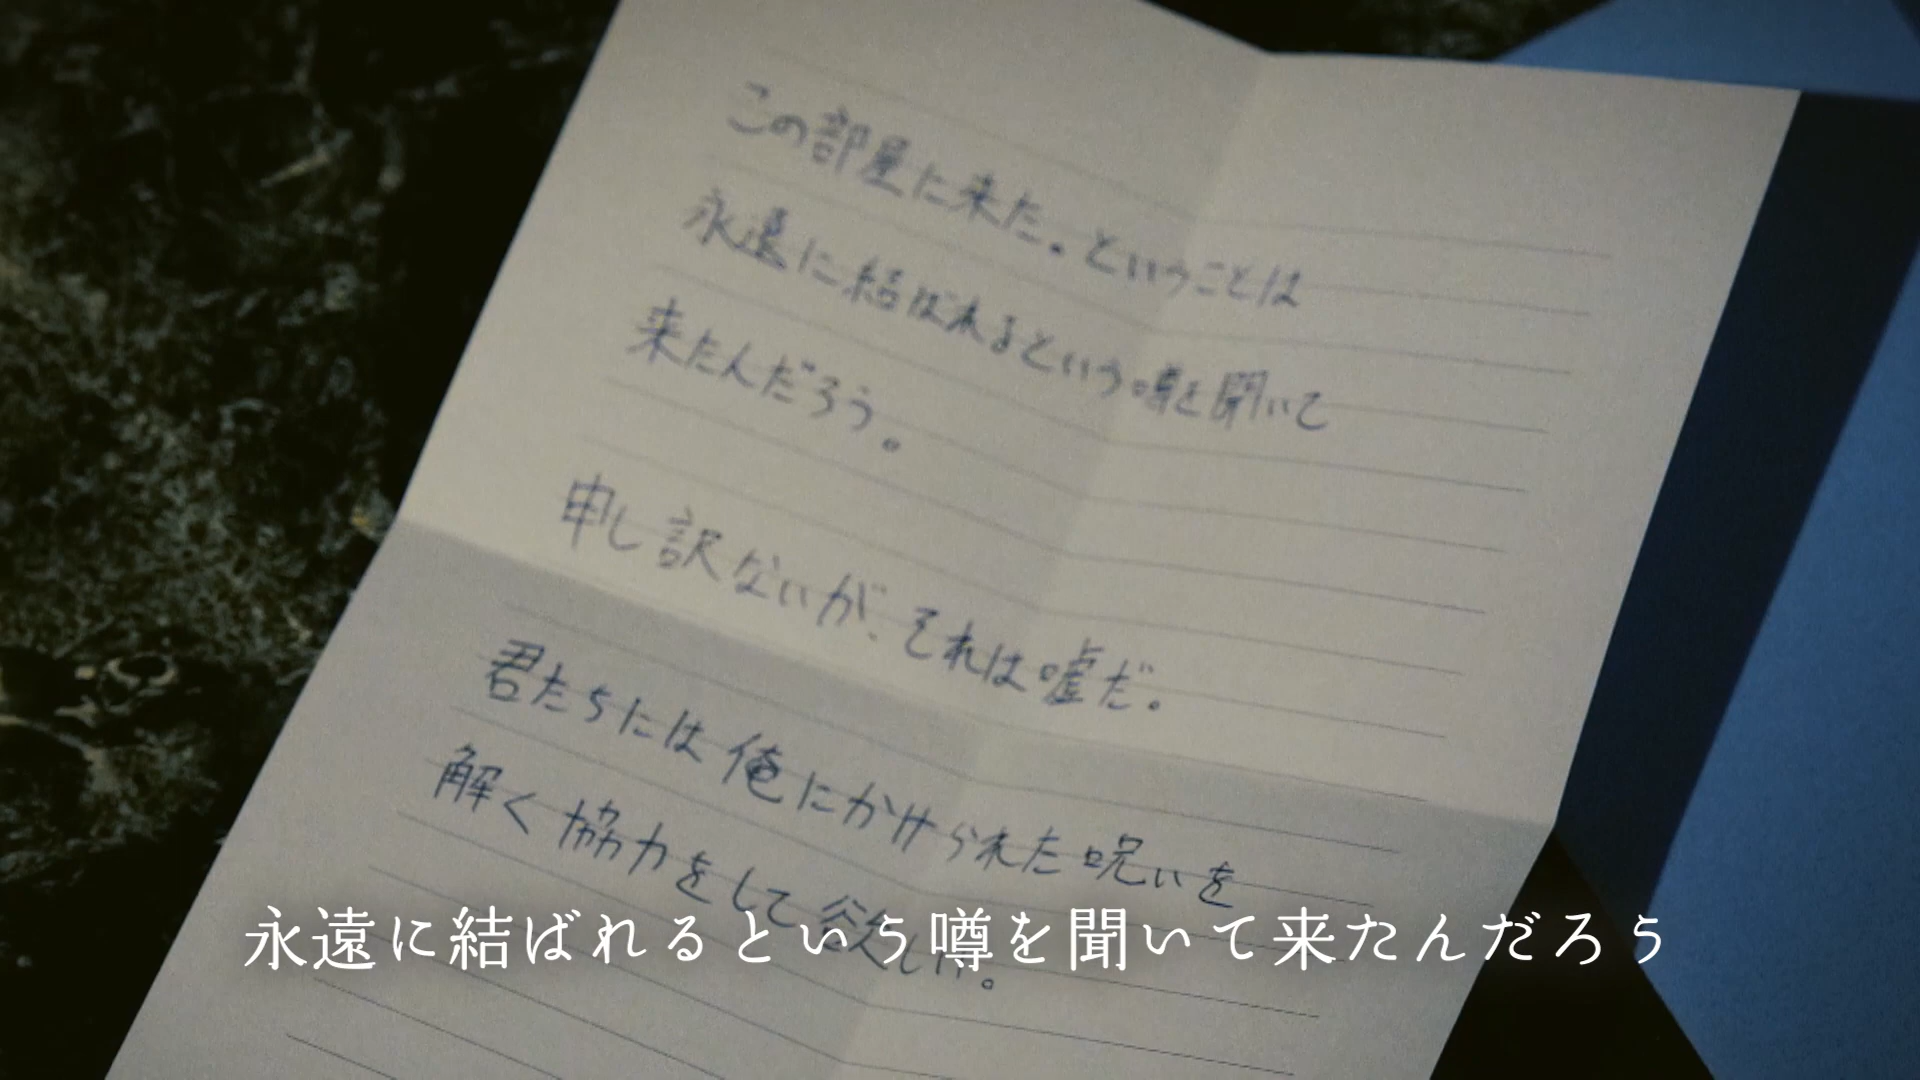 この部屋に来た。ということは
永遠に結ばれるという噂を聞いて
来たんだろう。
申し訳ないが、それは嘘だ。
君たちには俺にかけられた呪いを
解く協力をして欲しい。
永遠に結ばれるという噂を聞いて来たんだろう